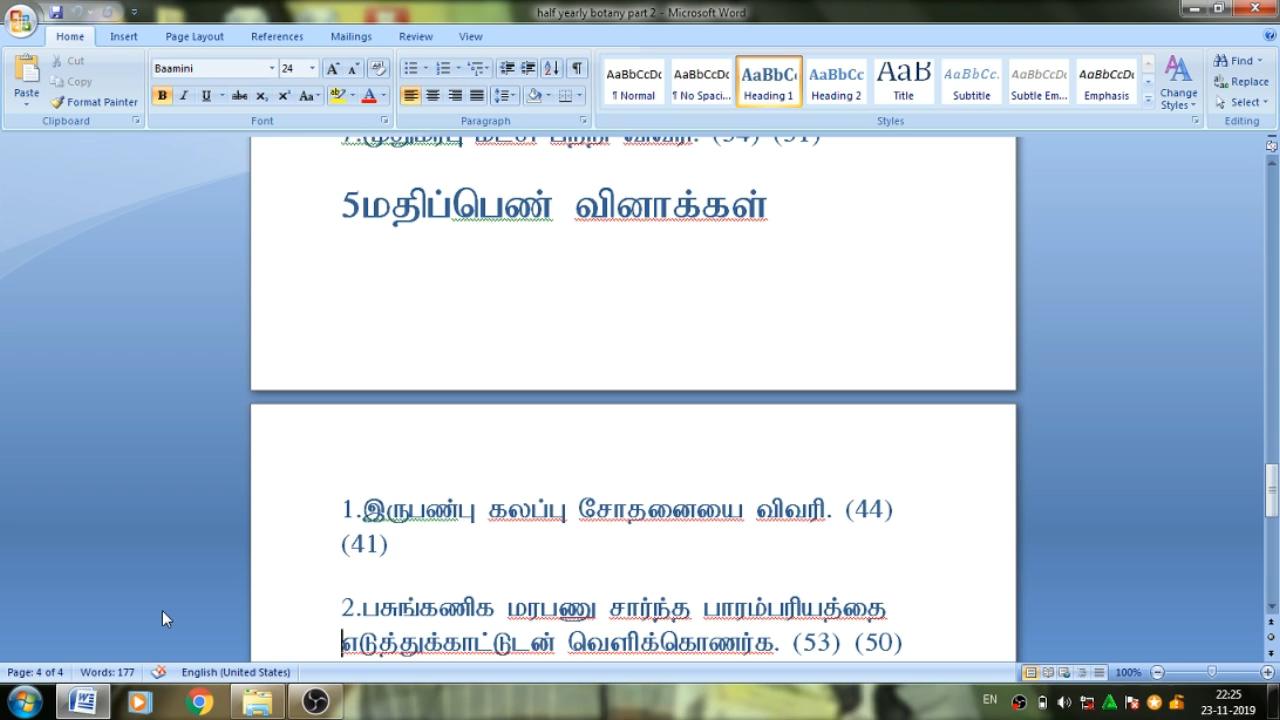 half yearly botany part 2 - Microsoft Word
Home Insert Page Layout References Mailings Review View
Cut
Copy
Format Painter
Paste
Clipboard
Baamini 24
B I U abc x₂ x² Aa
Font
Paragraph
AaBbCcDc AaBbCcDc AaBbC AaBbCc AaB AaBbCc. AaBbCcDc AaBbCcDc
¶ Normal ¶ No Spaci... Heading 1 Heading 2 Title Subtitle Subtle Em... Emphasis
Change Styles
Styles
Find
Replace
Select
Editing
5மதிப்பெண் வினாக்கள்
1.இருபண்பு கலப்பு சோதனையை விவரி. (44)
(41)
2.பசுங்கணிக மரபணு சார்ந்த பாரம்பரியத்தை
எடுத்துக்காட்டுடன் வெளிக்கொணர்க. (53) (50)
Page: 4 of 4 Words: 177 English (United States) 100%
EN 22:25
23-11-2019